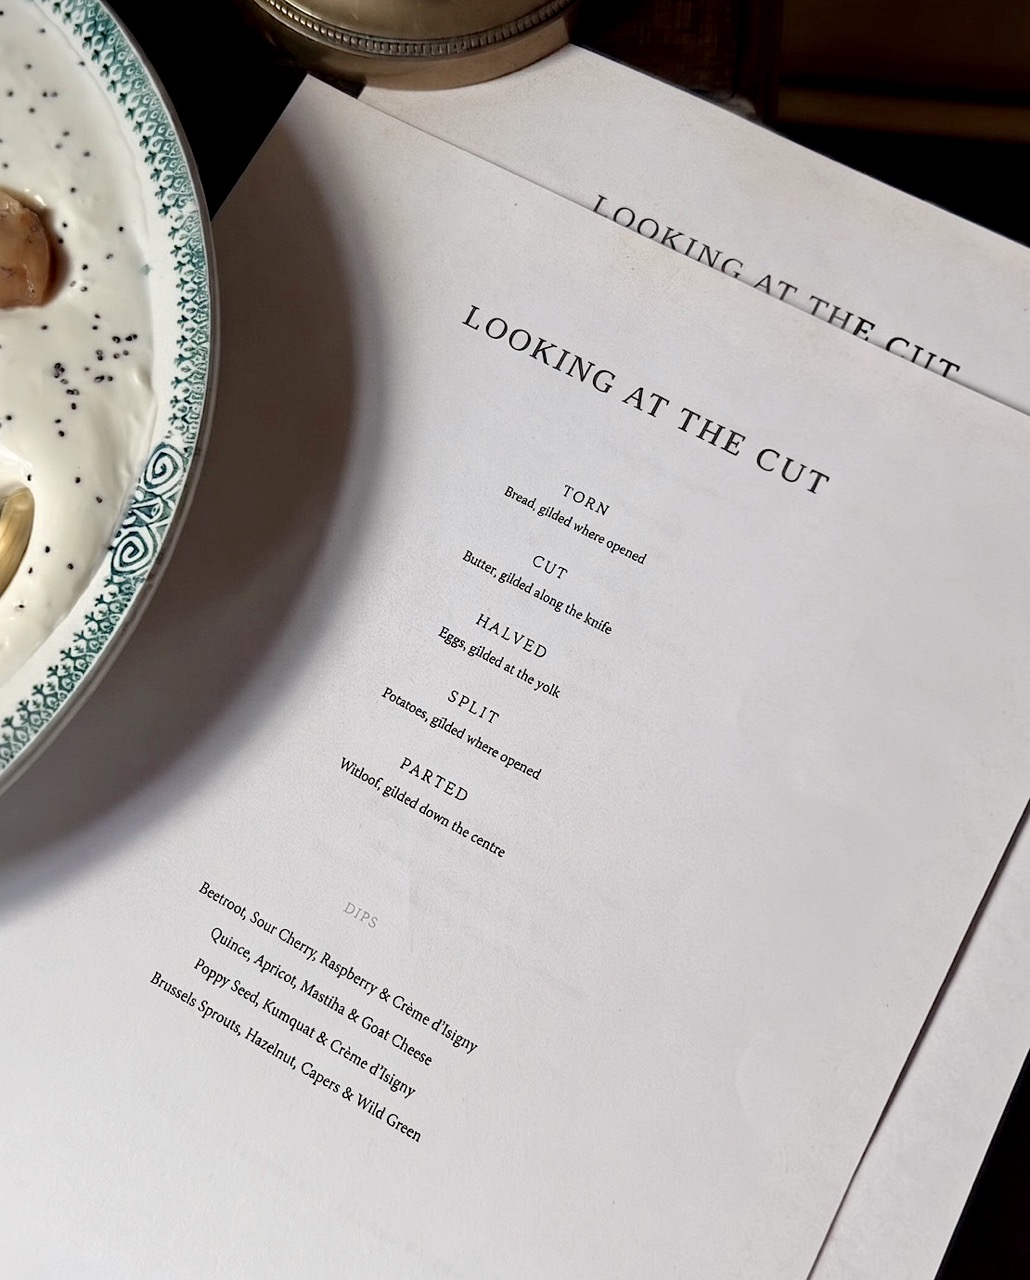 LOOKING AT THE CUT
LOOKING AT THE CUT
TORN
Bread, gilded where opened
CUT
Butter, gilded along the knife
HALVED
Eggs, gilded at the yolk
SPLIT
Potatoes, gilded where opened
PARTED
Witloof, gilded down the centre
DIPS
Beetroot, Sour Cherry, Raspberry & Crème d'Isigny
Quince, Apricot, Mastiha & Goat Cheese
Poppy Seed, Kumquat & Crème d'Isigny
Brussels Sprouts, Hazelnut, Capers & Wild Green